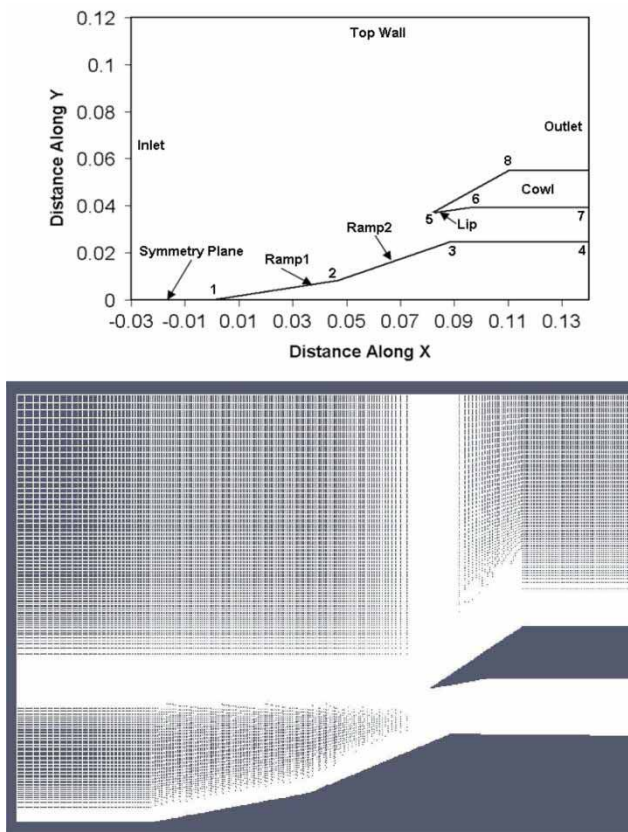 0.12
Top Wall
0.1
Distance Along Y
0.08
Inlet
Outlet
0.06
8
Cowl
6
0.04
5
7
Lip
Ramp2
0.02
3
4
Symmetry Plane
Ramp1
2
1
0
-0.03 -0.01 0.01 0.03 0.05 0.07 0.09 0.11 0.13
Distance Along X